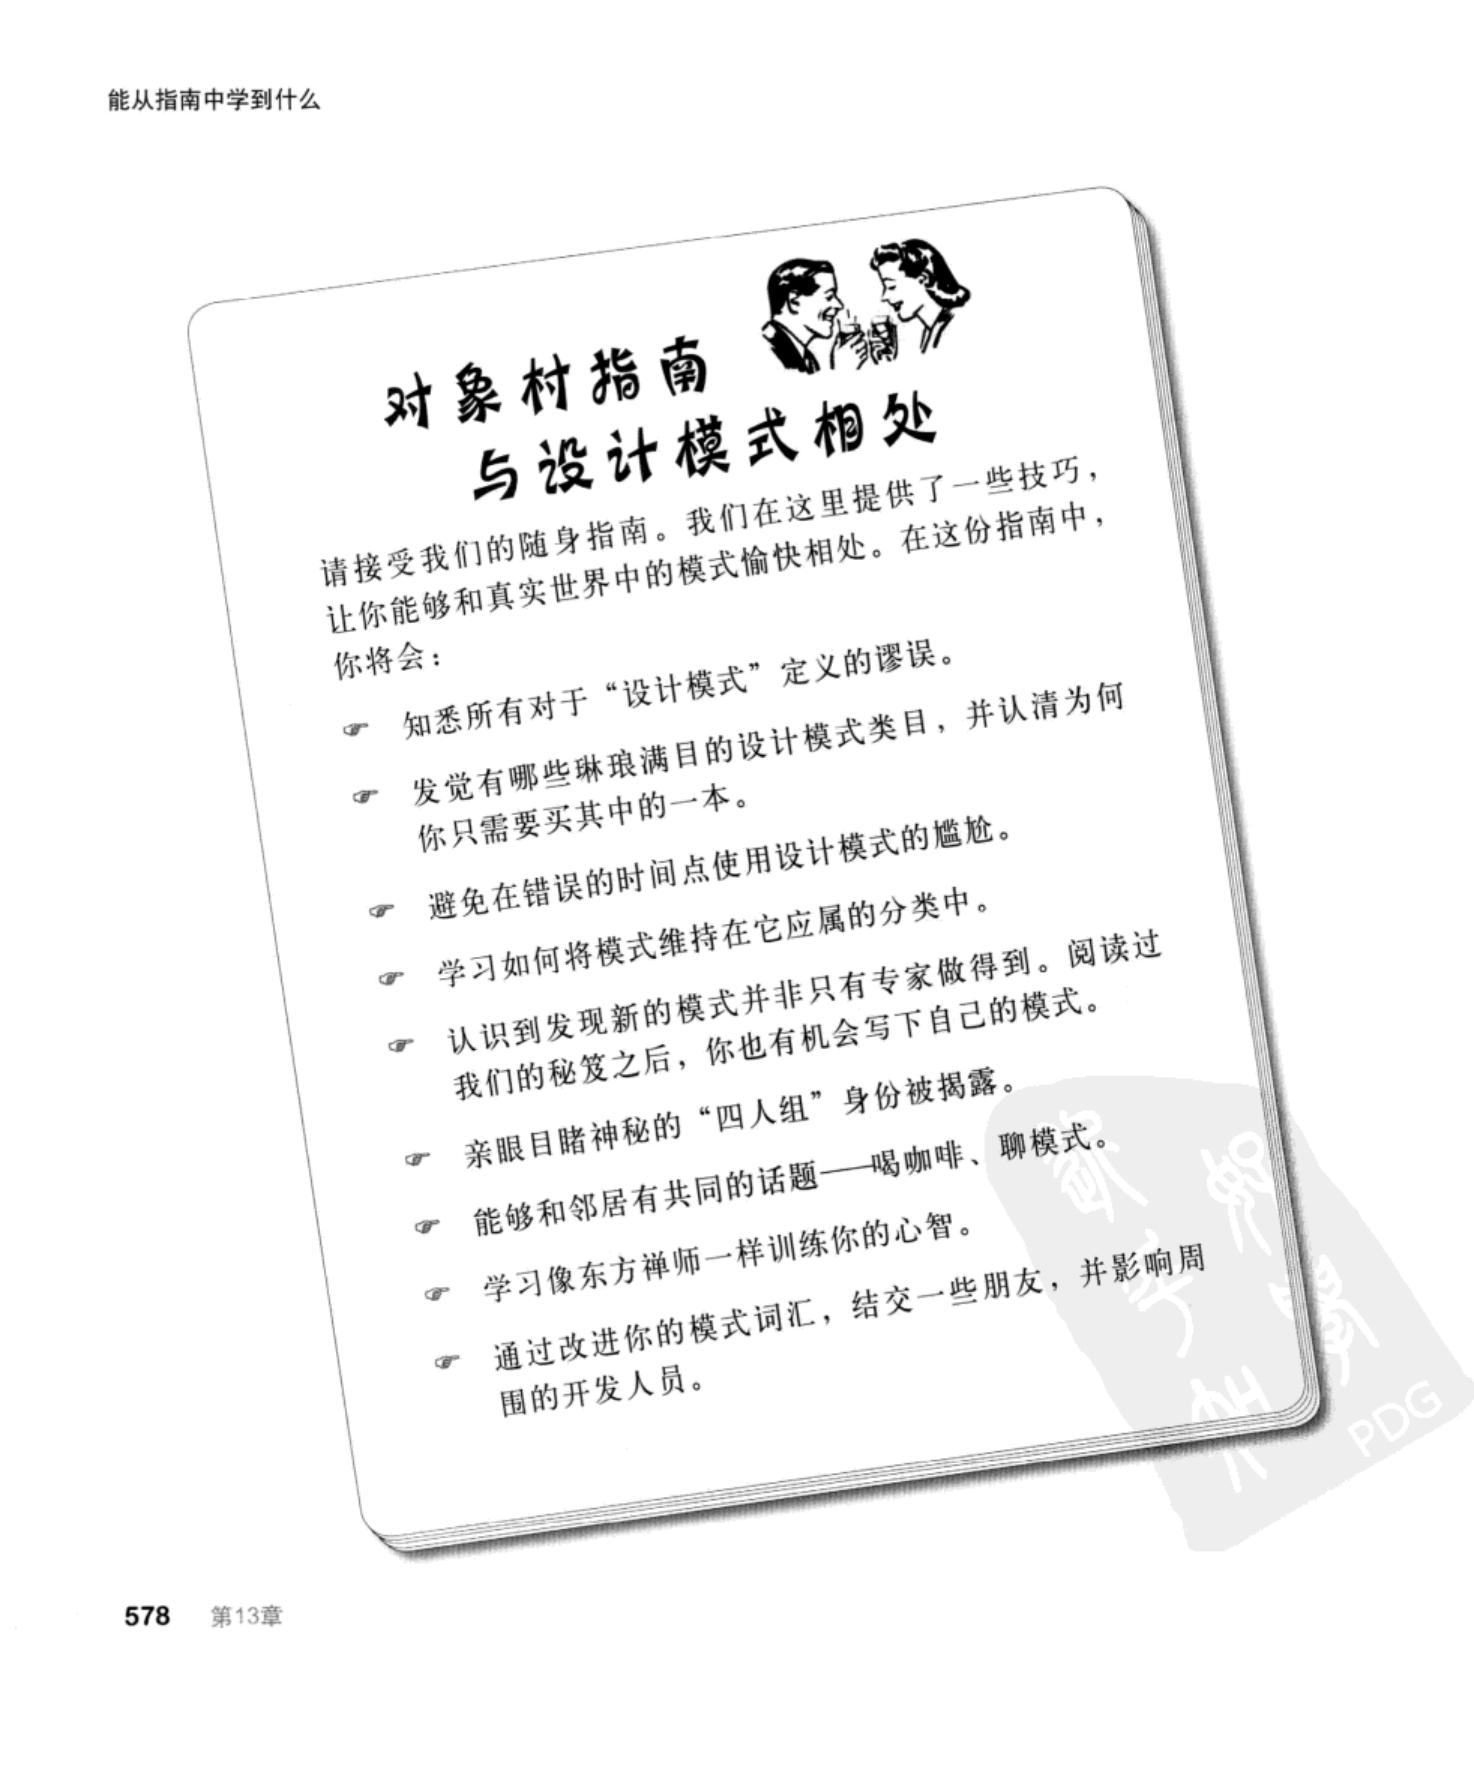 能从指南中学到什么
对象村指南
与设计模式相处
请接受我们的随身指南。我们在这里提供了一些技巧，
让你能够和真实世界中的模式愉快相处。在这份指南中，
你将会：
☞ 知悉所有对于“设计模式”定义的谬误。
☞ 发觉有哪些琳琅满目的设计模式类目，并认清为何
你只需要买其中的一本。
☞ 避免在错误的时间点使用设计模式的尴尬。
☞ 学习如何将模式维持在它应属的分类中。
☞ 认识到发现新的模式并非只有专家做得到。阅读过
我们的秘笈之后，你也有机会写下自己的模式。
☞ 亲眼目睹神秘的“四人组”身份被揭露。
☞ 能够和邻居有共同的话题——喝咖啡、聊模式。
☞ 学习像东方禅师一样训练你的心智。
☞ 通过改进你的模式词汇，结交一些朋友，并影响周
围的开发人员。
PDG
578 第13章